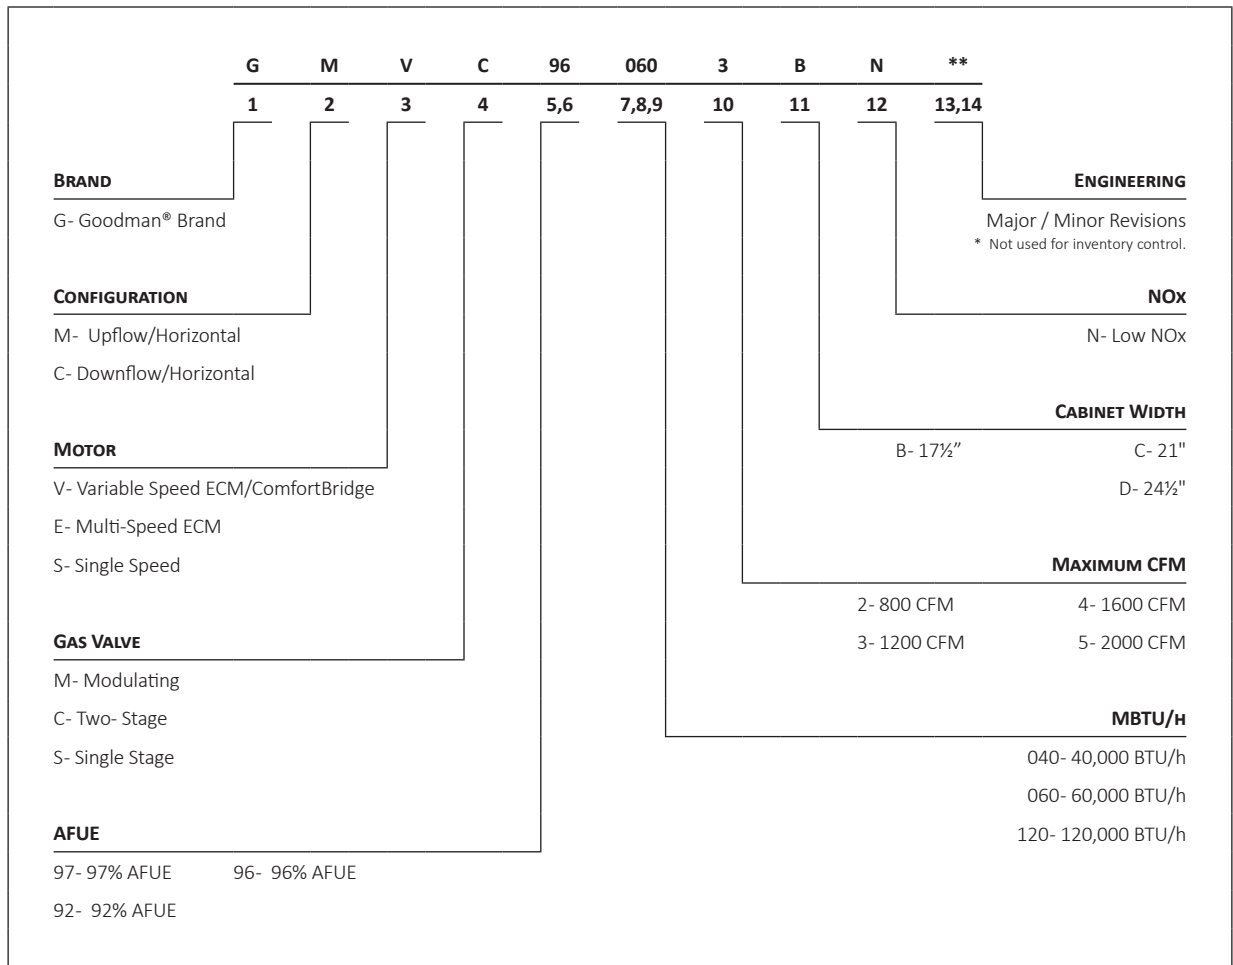 G M V C 96 060 3 B N **
1 2 3 4 5,6 7,8,9 10 11 12 13,14
BRAND
G- Goodman® Brand
ENGINEERING
Major / Minor Revisions
* Not used for inventory control.
CONFIGURATION
M- Upflow/Horizontal
C- Downflow/Horizontal
NOx
N- Low NOx
CABINET WIDTH
B- 17½” C- 21"
D- 24½"
MOTOR
V- Variable Speed ECM/ComfortBridge
E- Multi-Speed ECM
S- Single Speed
MAXIMUM CFM
2- 800 CFM 4- 1600 CFM
3- 1200 CFM 5- 2000 CFM
GAS VALVE
M- Modulating
C- Two- Stage
S- Single Stage
MBTU/H
040- 40,000 BTU/h
060- 60,000 BTU/h
120- 120,000 BTU/h
AFUE
97- 97% AFUE 96- 96% AFUE
92- 92% AFUE